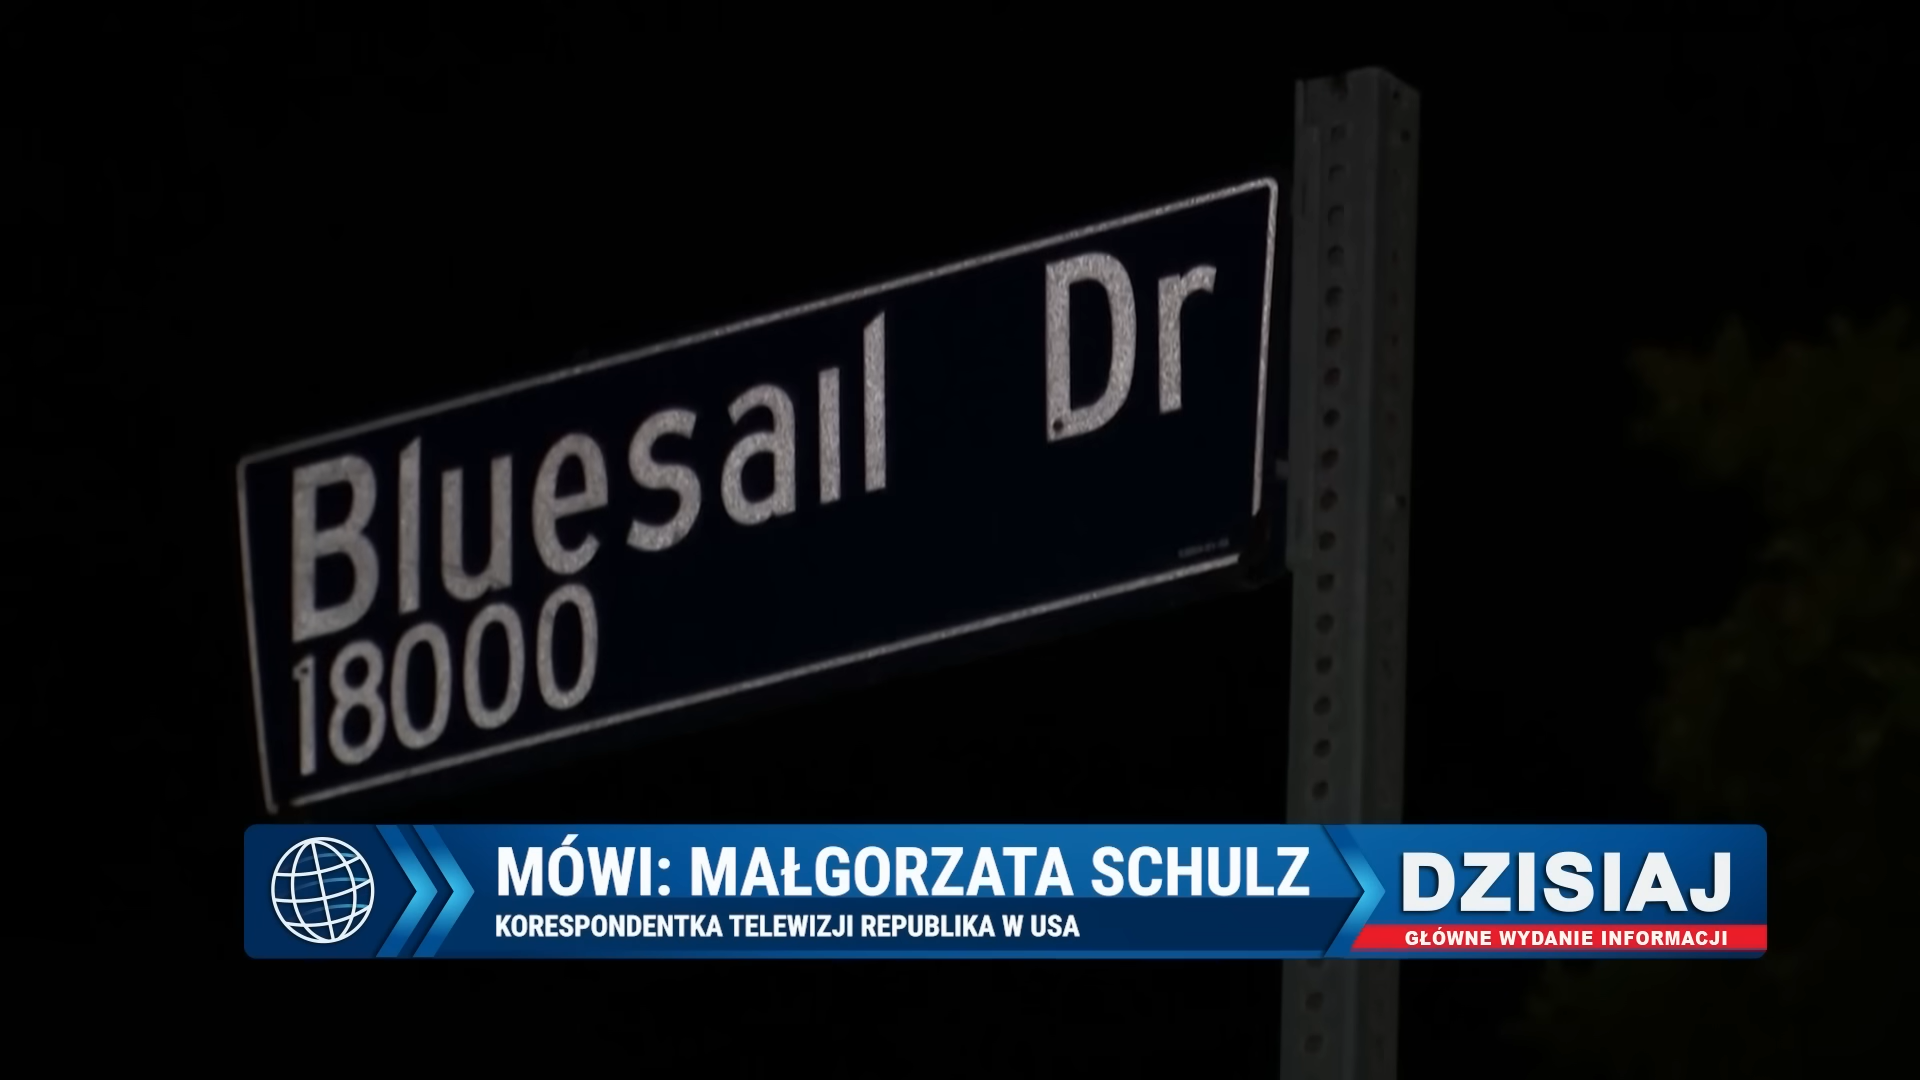 Bluesail Dr
18000
MÓWI: MAŁGORZATA SCHULZ
KORESPONDENTKA TELEWIZJI REPUBLIKA W USA
DZISIAJ
GŁÓWNE WYDANIE INFORMACJI